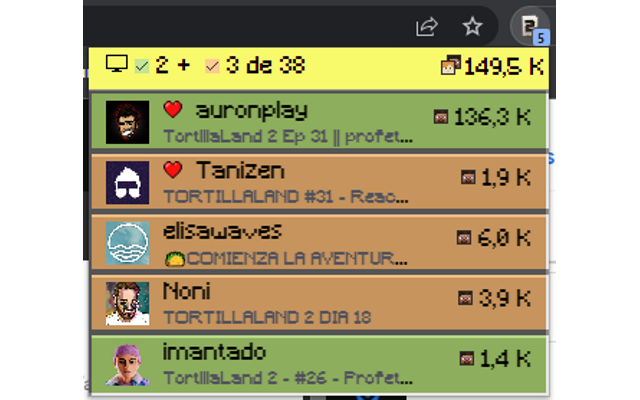 5
2 + 3 de 38 149,5 K
auronplay 136,3 K
TortillaLand 2 Ep 31 || profet...
Tanizen 1,9 K
TORTILLALAND #31 - Reac...
elisawaves 6,0 K
COMIENZA LA AVENTUR...
Noni 3,9 K
TORTILLALAND 2 DIA 18
imantado 1,4 K
TortillaLand 2 - #26 - Profet...